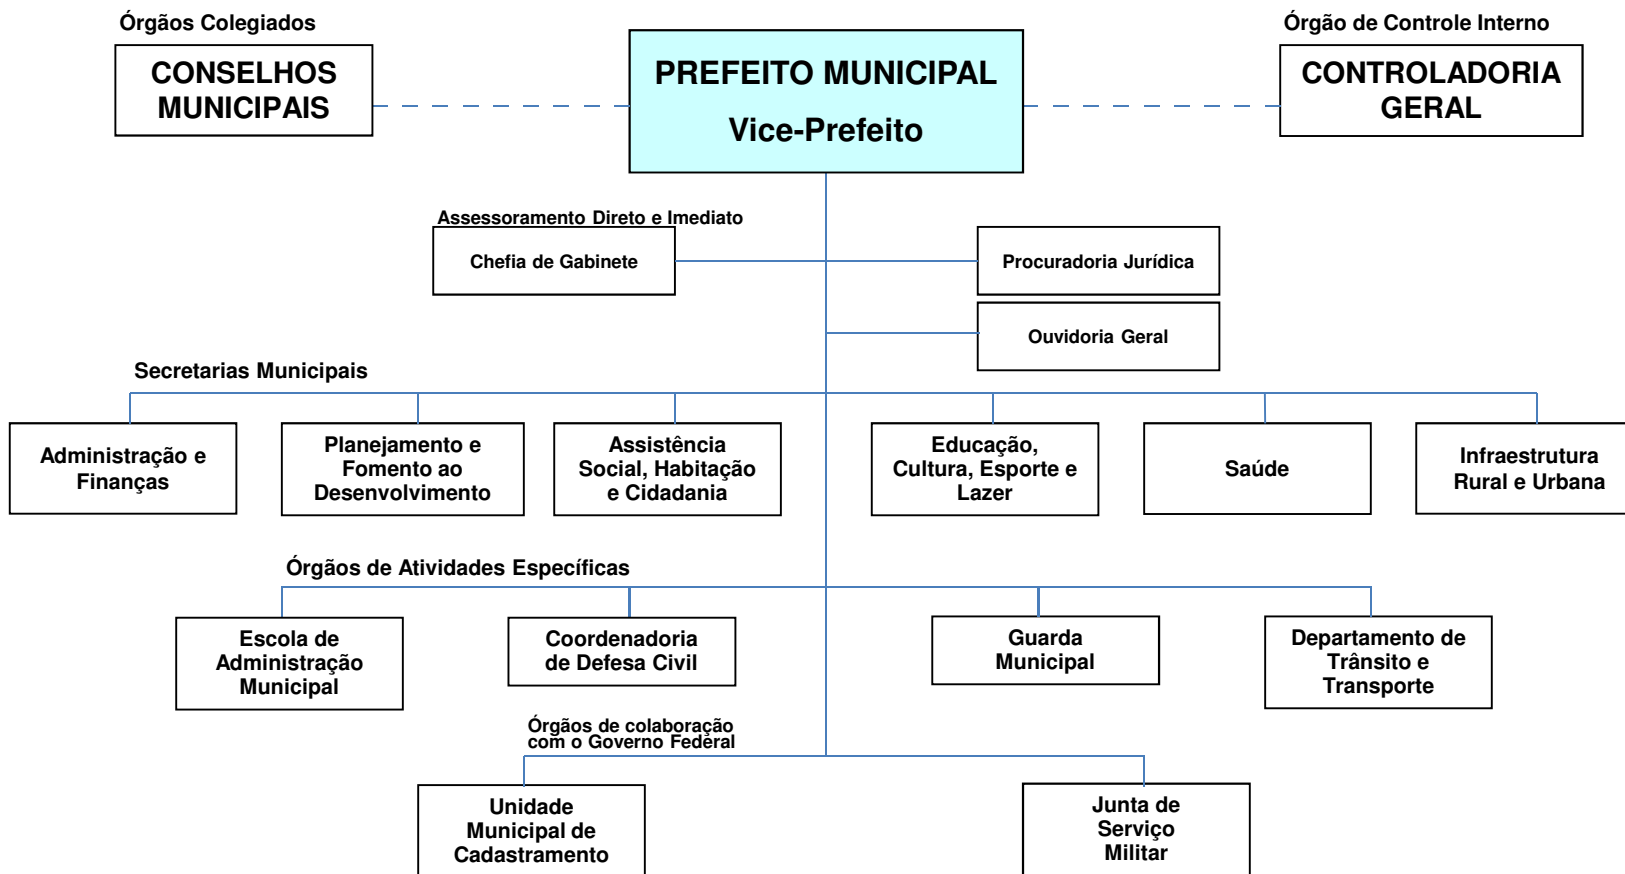 Órgãos Colegiados
CONSELHOS
MUNICIPAIS
PREFEITO MUNICIPAL
Vice-Prefeito
Órgão de Controle Interno
CONTROLADORIA
GERAL
Assessoramento Direto e Imediato
Chefia de Gabinete
Procuradoria Jurídica
Ouvidoria Geral
Secretarias Municipais
Administração e
Finanças
Planejamento e
Fomento ao
Desenvolvimento
Assistência
Social, Habitação
e Cidadania
Educação,
Cultura, Esporte e
Lazer
Saúde
Infraestrutura
Rural e Urbana
Órgãos de Atividades Específicas
Escola de
Administração
Municipal
Coordenadoria
de Defesa Civil
Guarda
Municipal
Departamento de
Trânsito e
Transporte
Órgãos de colaboração
com o Governo Federal
Unidade
Municipal de
Cadastramento
Junta de
Serviço
Militar